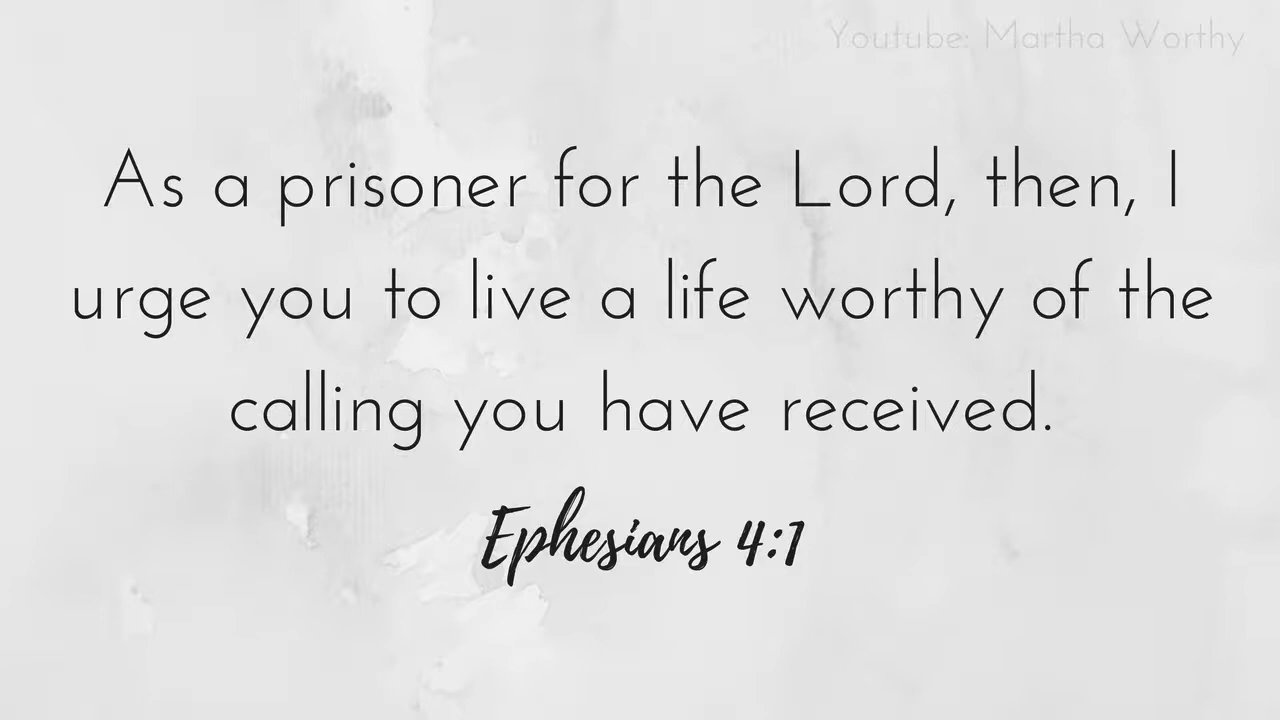 Youtube: Martha Worthy
As a prisoner for the Lord, then, I
urge you to live a life worthy of the
calling you have received.
Ephesians 4:1